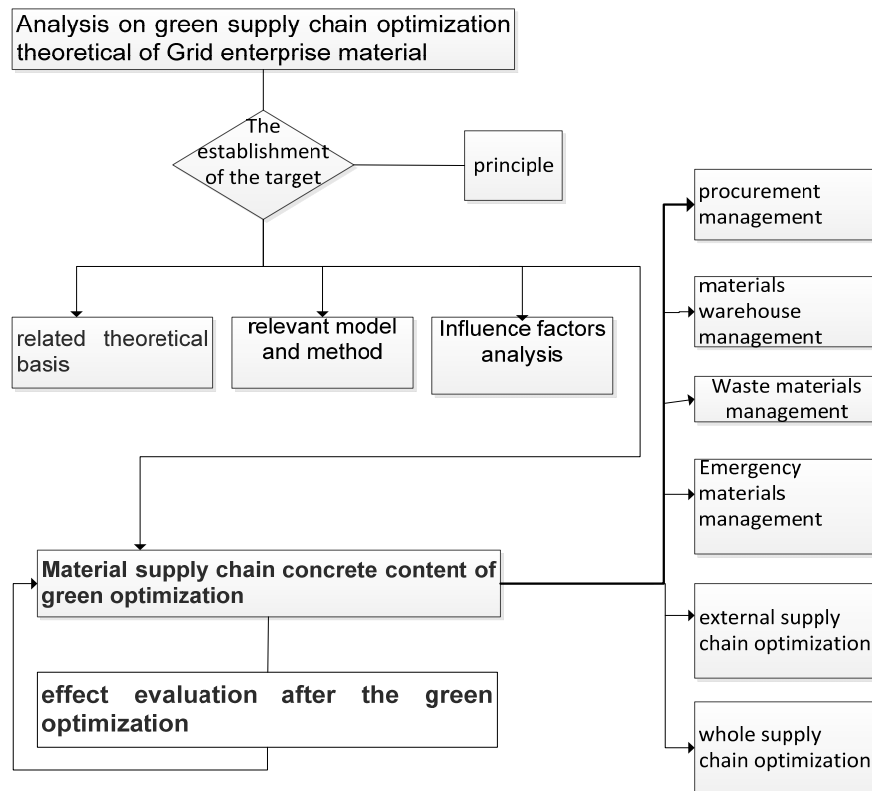 Analysis on green supply chain optimization
theoretical of Grid enterprise material
The
establishment
of the target
principle
related theoretical
basis
relevant model
and method
Influence factors
analysis
Material supply chain concrete content of
green optimization
effect evaluation after the green
optimization
procurement
management
materials
warehouse
management
Waste materials
management
Emergency
materials
management
external supply
chain optimization
whole supply
chain optimization